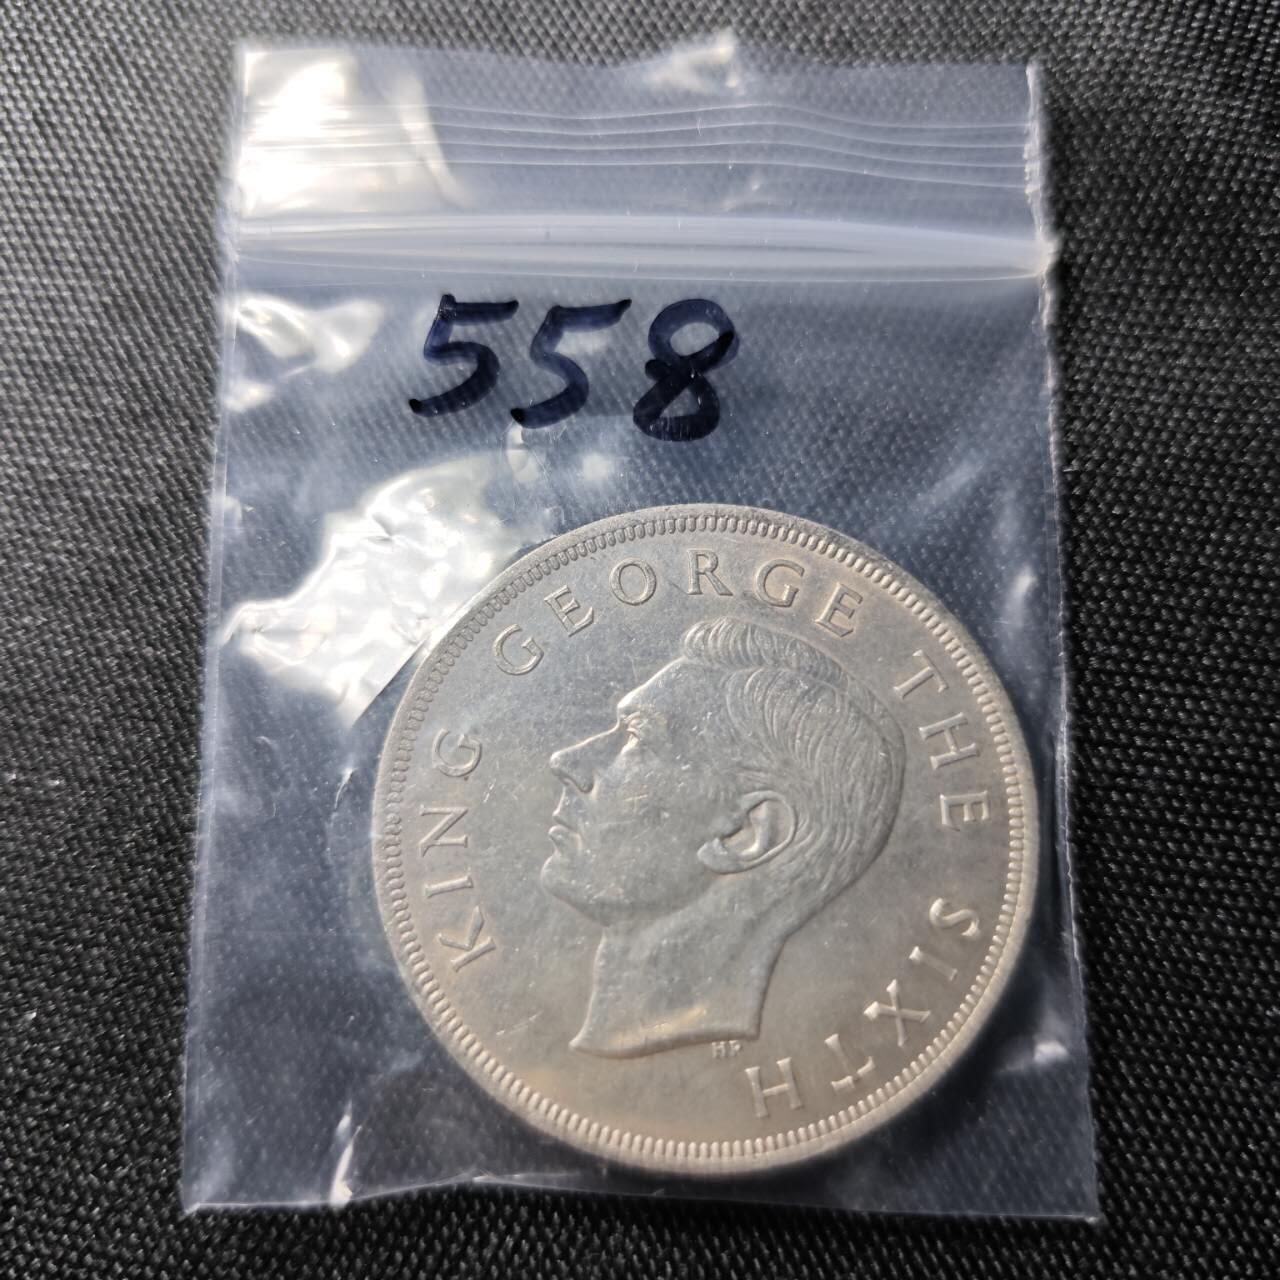 558
KING GEORGE THE SIXTH
HP